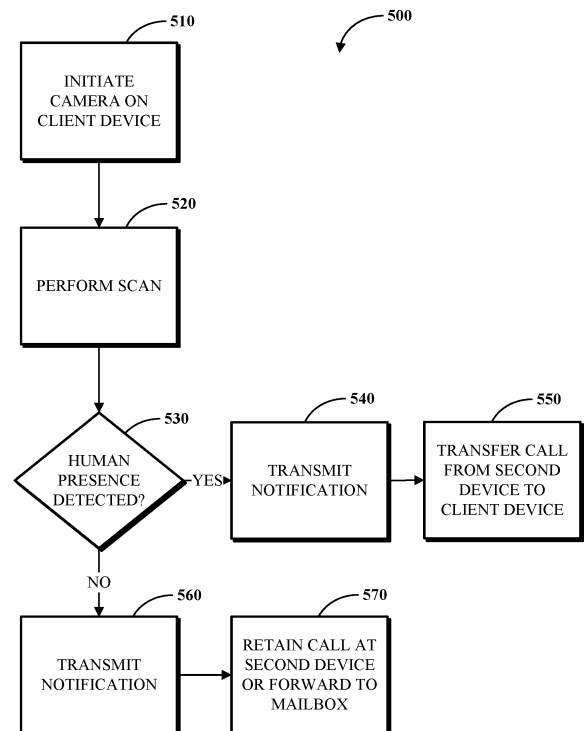 510
500
INITIATE
CAMERA ON
CLIENT DEVICE
520
PERFORM SCAN
530
HUMAN
PRESENCE
DETECTED?
YES
540
TRANSMIT
NOTIFICATION
550
TRANSFER CALL
FROM SECOND
DEVICE TO
CLIENT DEVICE
NO
560
TRANSMIT
NOTIFICATION
570
RETAIN CALL AT
SECOND DEVICE
OR FORWARD TO
MAILBOX